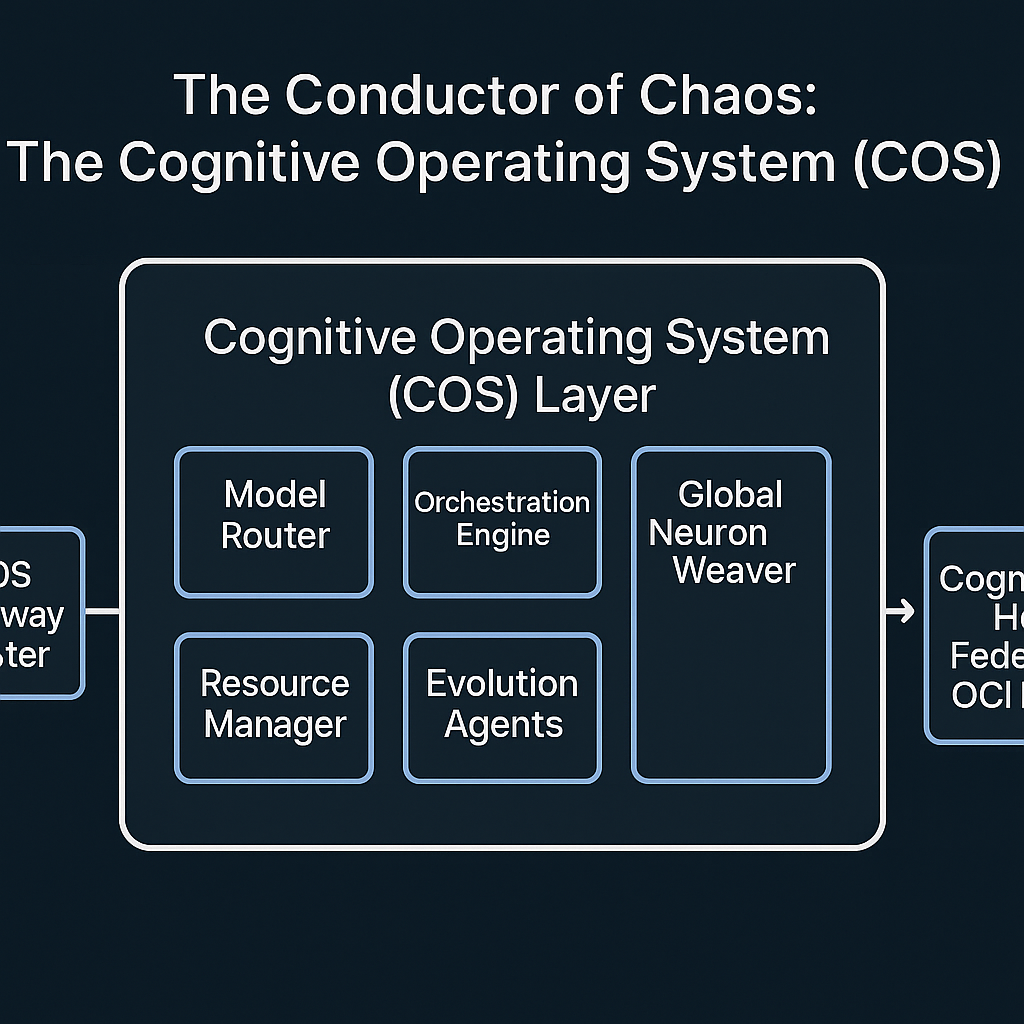 The Conductor of Chaos:
The Cognitive Operating System (COS)
Cognitive Operating System
(COS) Layer
Model
Router
Orchestration
Engine
Global
Neuron
Weaver
Resource
Manager
Evolution
Agents
OS
way
ter
Cogn
He
Fede
OCI